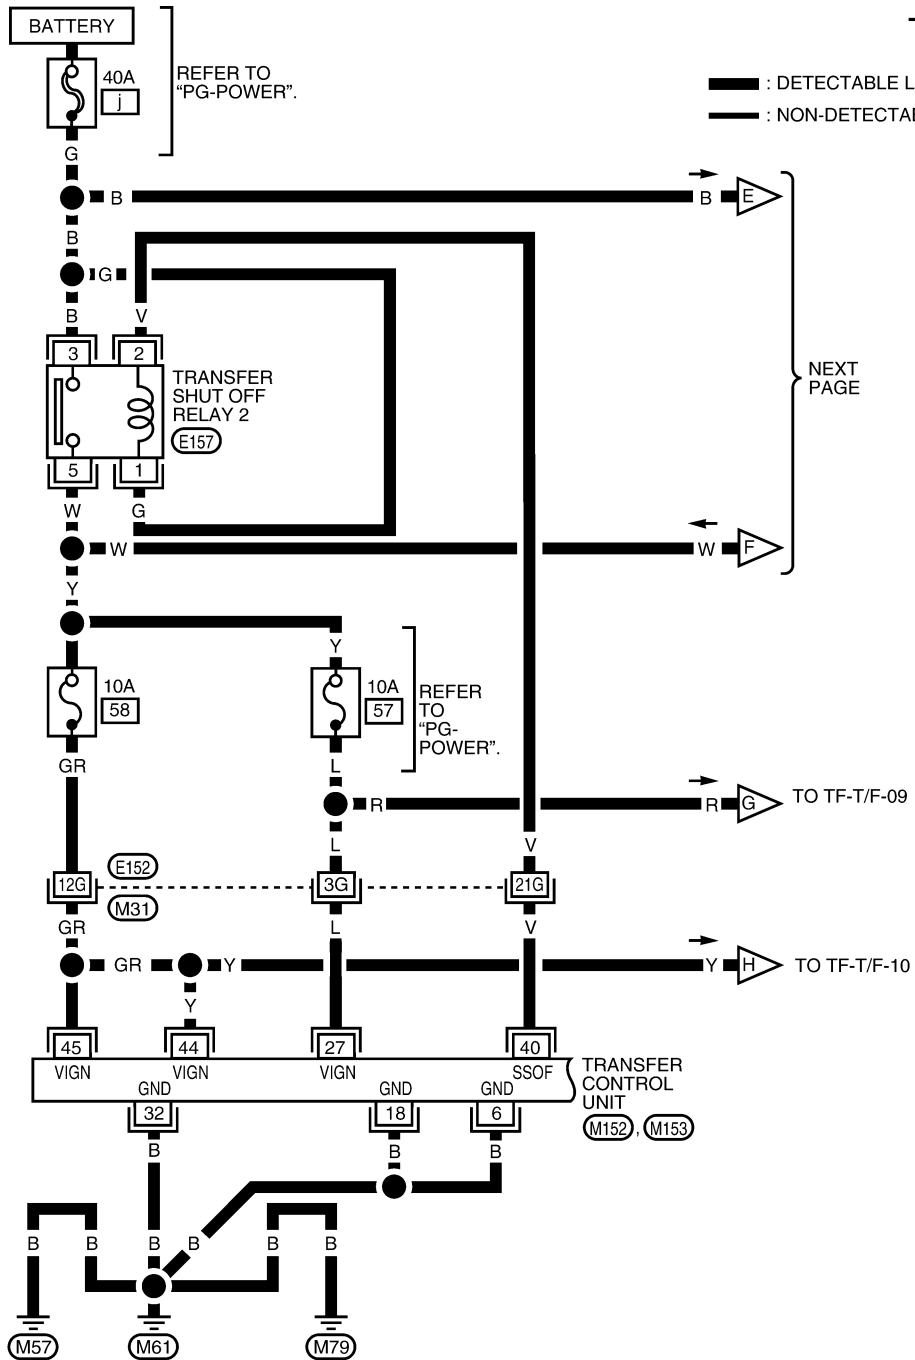 BATTERY
40A
j
REFER TO
“PG-POWER”.
: DETECTABLE L
: NON-DETECTAB
G
B
B
E
B
G
B
V
3
2
TRANSFER
SHUT OFF
RELAY 2
E157
NEXT
PAGE
5
1
W
G
W
W
F
Y
Y
10A
58
10A
57
REFER
TO
“PG-
POWER”.
GR
L
R
R
G
TO TF-T/F-09
L
V
E152
12G
3G
21G
M31
GR
L
V
GR
Y
Y
H
TO TF-T/F-10
Y
45
44
27
40
VIGN
VIGN
VIGN
SSOF
GND
GND
GND
TRANSFER
CONTROL
UNIT
32
18
6
M152 , M153
B
B
B
B
B
B
B
B
B
M57
M61
M79